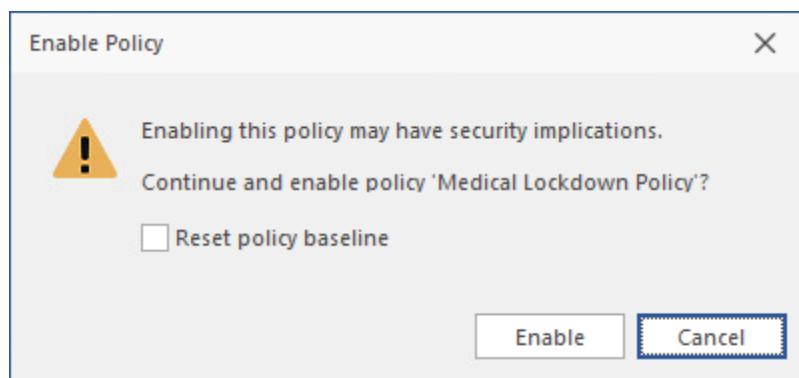 Enable Policy
Enabling this policy may have security implications.
Continue and enable policy 'Medical Lockdown Policy'?
Reset policy baseline
Enable Cancel